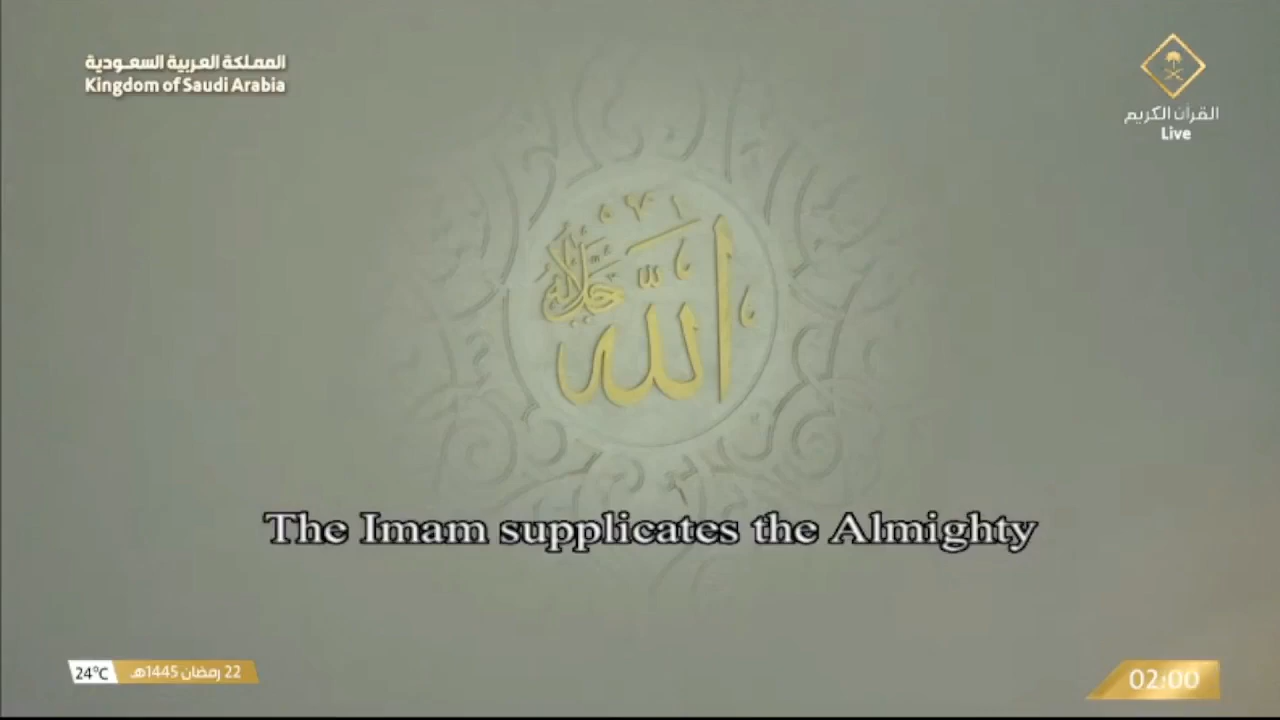 المملكة العربية السعودية
Kingdom of Saudi Arabia
القرآن الكريم
Live
الله
جل جلاله
The Imam supplicates the Almighty
24°C
22 رمضان 1445هـ
02:00